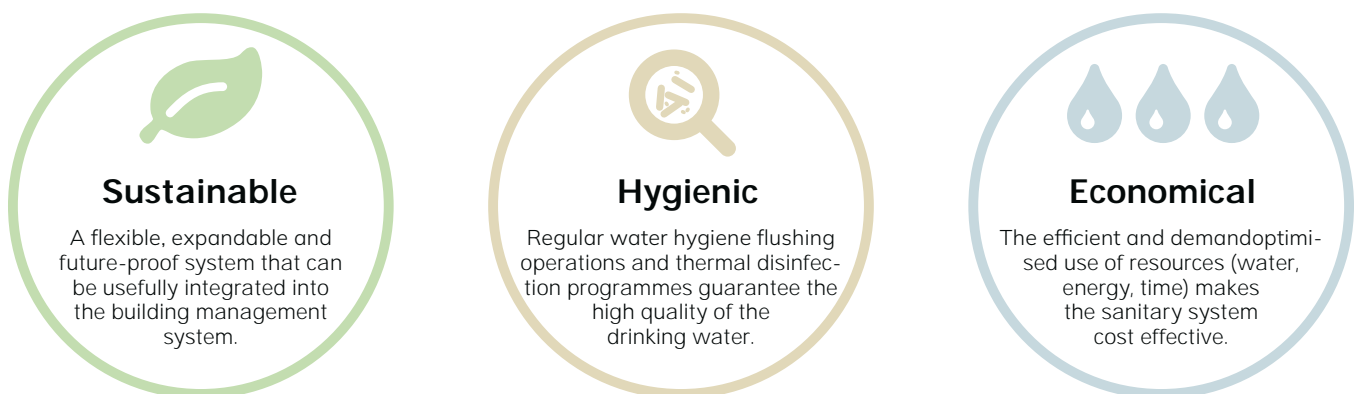 Sustainable
A flexible, expandable and
future-proof system that can
be usefully integrated into
the building management
system.
Hygienic
Regular water hygiene flushing
operations and thermal disinfec-
tion programmes guarantee the
high quality of the
drinking water.
Economical
The efficient and demandoptimi-
sed use of resources (water,
energy, time) makes
the sanitary system
cost effective.